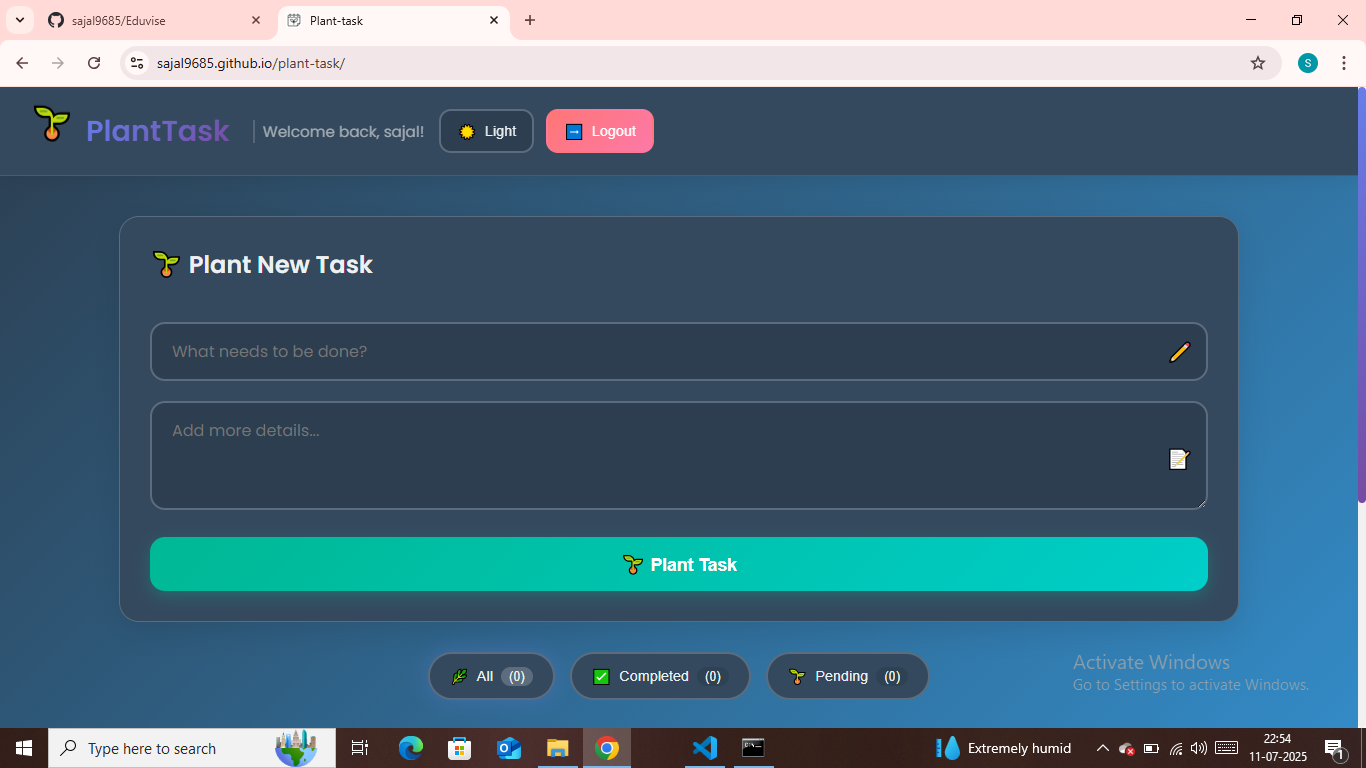 sajal9685/Eduvise
Plant-task
sajal9685.github.io/plant-task/
S
PlantTask
Welcome back, sajal!
Light
Logout
Plant New Task
What needs to be done?
Add more details...
Plant Task
All (0)
Completed (0)
Pending (0)
Activate Windows
Go to Settings to activate Windows.
Type here to search
Extremely humid
22:54
11-07-2025
1